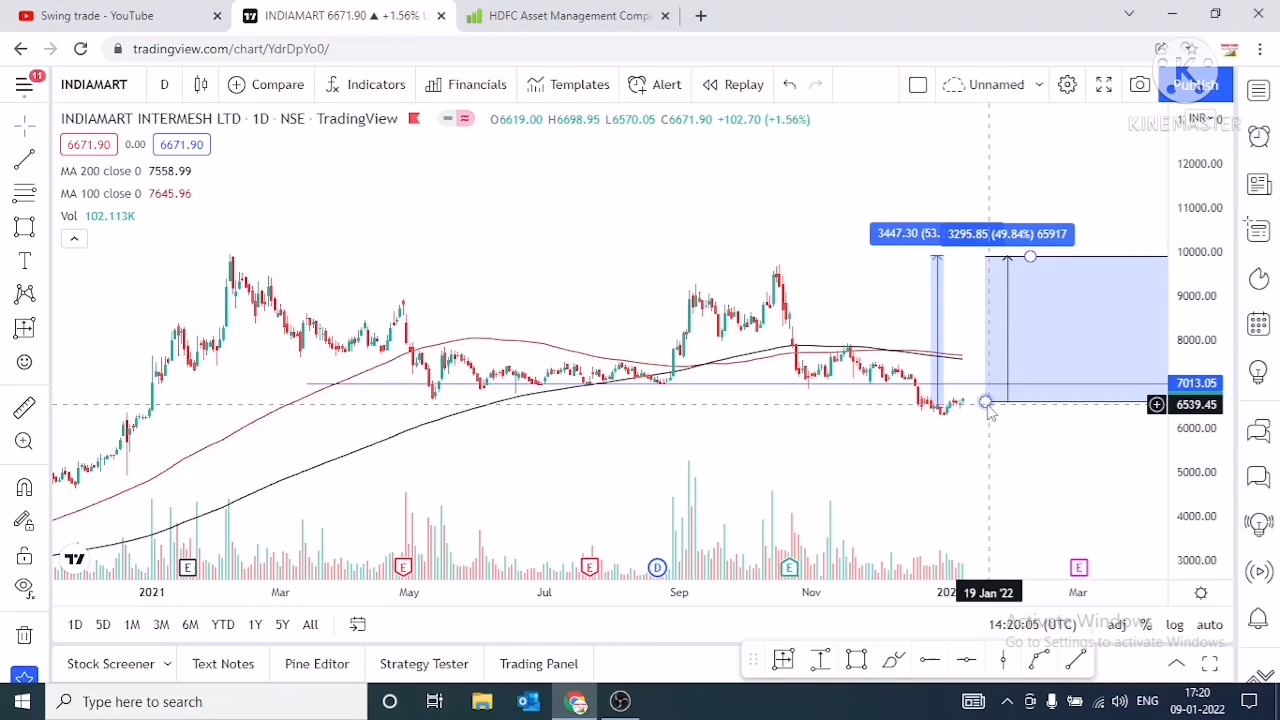 Swing trade - YouTube
INDIAMART 6671.90 ▲ +1.56%
HDFC Asset Management Comp
tradingview.com/chart/YdrDpYo0/
11
INDIAMART D Compare Indicators Financials Templates Alert Replay Unnamed Publish
K
KINEMASTER
INDIAMART INTERMESH LTD · 1D · NSE · TradingView O6619.00 H6698.95 L6570.05 C6671.90 +102.70 (+1.56%)
INR
6671.90 0.00 6671.90
MA 200 close 0 7558.99
MA 100 close 0 7645.96
Vol 102.113K
3447.30 (53. 3295.85 (49.84%) 65917
12000.00
11000.00
10000.00
9000.00
8000.00
7013.05
6539.45
6000.00
5000.00
4000.00
3000.00
E E E D E E
2021 Mar May Jul Sep Nov 19 Jan '22 Mar
1D 5D 1M 3M 6M YTD 1Y 5Y All 14:20:05 (UTC) adj % log auto
Activate Windows
Go to Settings to activate Windows.
Stock Screener Text Notes Pine Editor Strategy Tester Trading Panel
Type here to search
ENG
17:20
09-01-2022